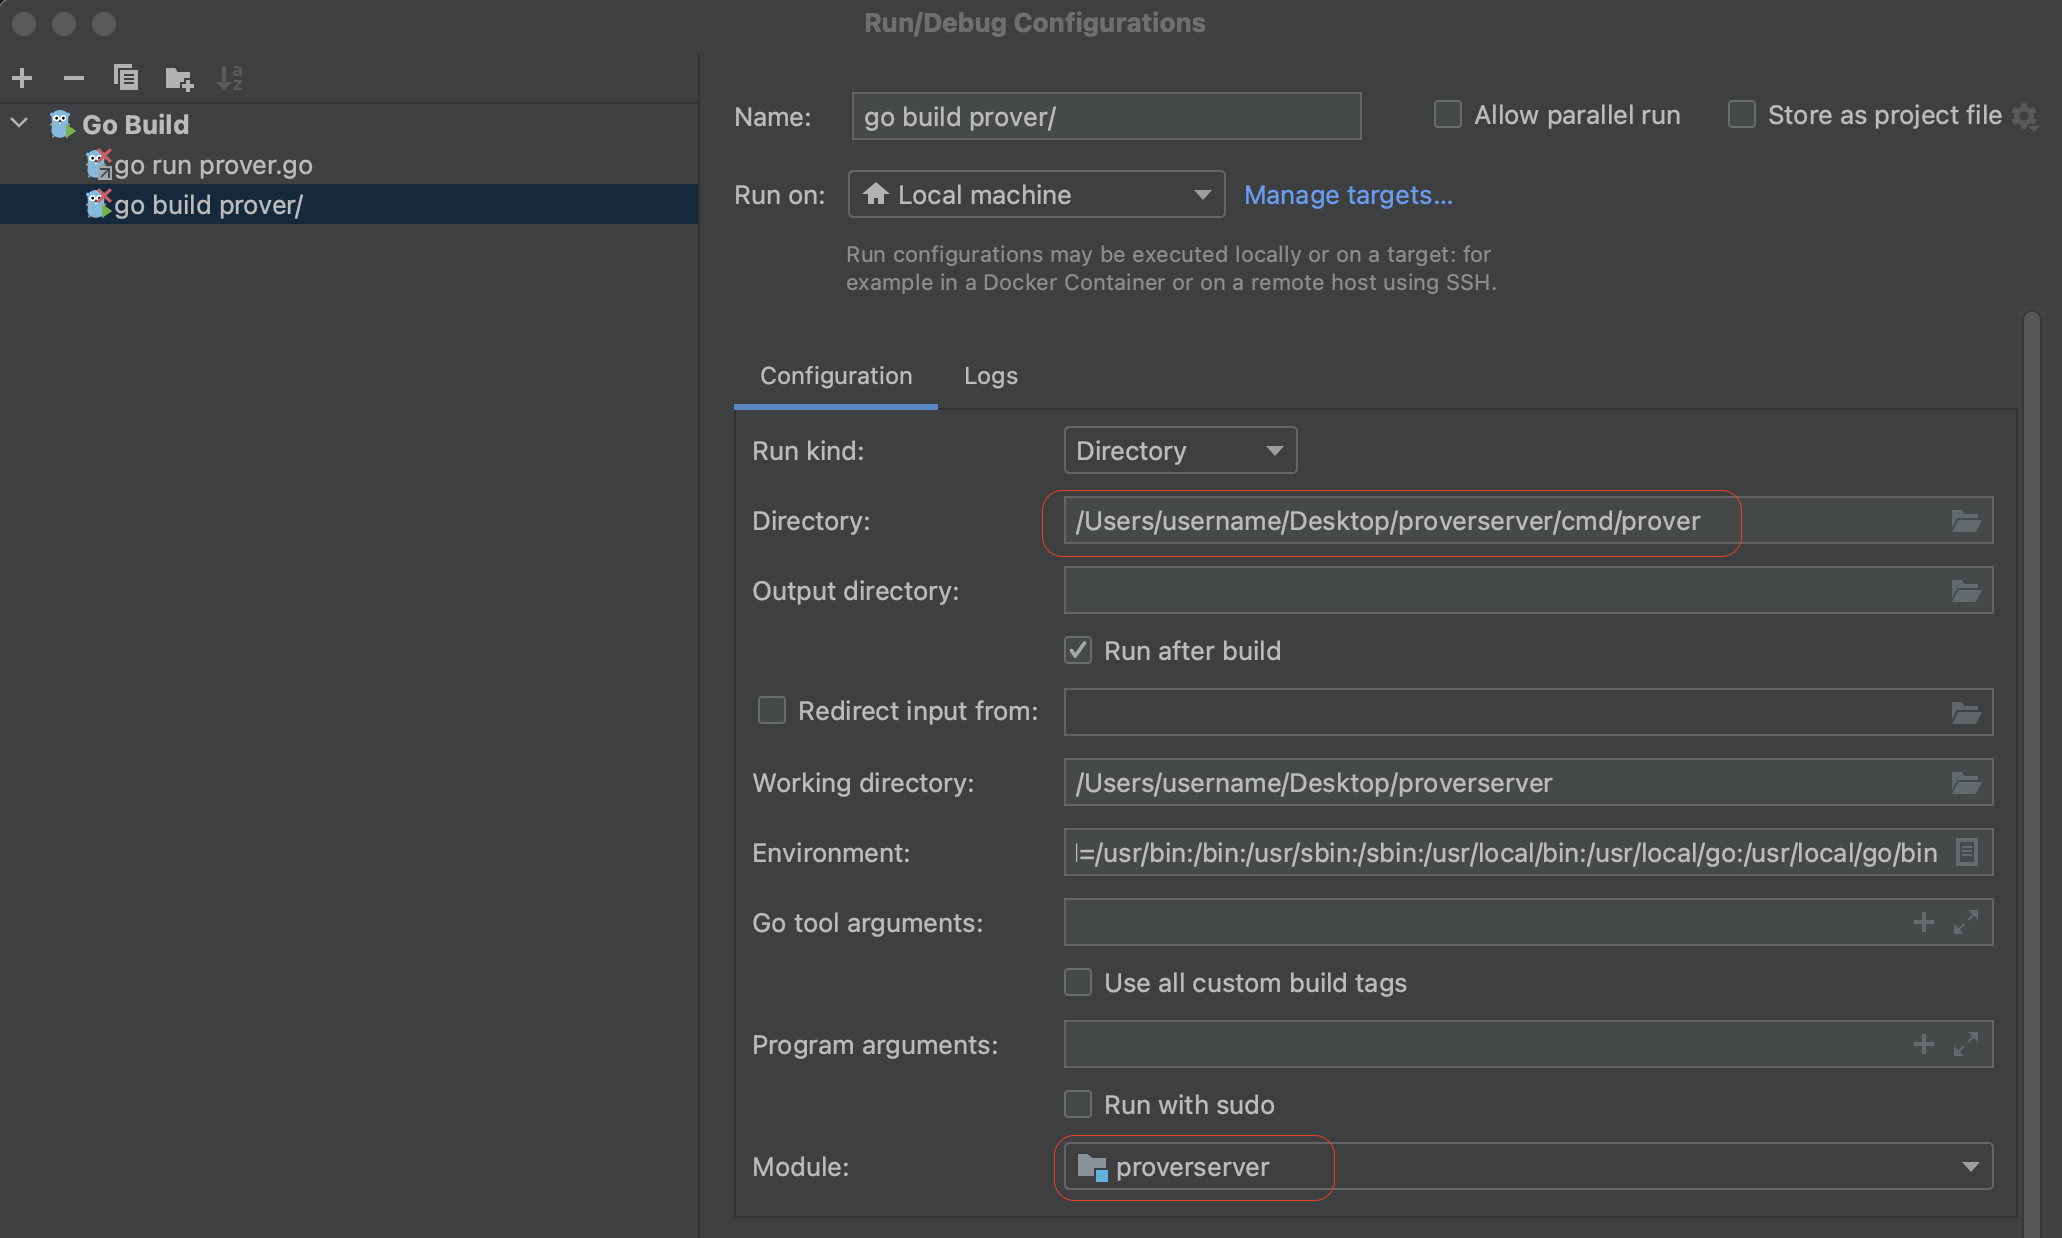 Run/Debug Configurations
Go Build
go run prover.go
go build prover/
Name: go build prover/
Allow parallel run
Store as project file
Run on: Local machine Manage targets...
Run configurations may be executed locally or on a target: for
example in a Docker Container or on a remote host using SSH.
Configuration Logs
Run kind: Directory
Directory: /Users/username/Desktop/proverserver/cmd/prover
Output directory:
Run after build
Redirect input from:
Working directory: /Users/username/Desktop/proverserver
Environment: =/usr/bin:/bin:/usr/sbin:/sbin:/usr/local/bin:/usr/local/go:/usr/local/go/bin
Go tool arguments:
Use all custom build tags
Program arguments:
Run with sudo
Module: proverserver